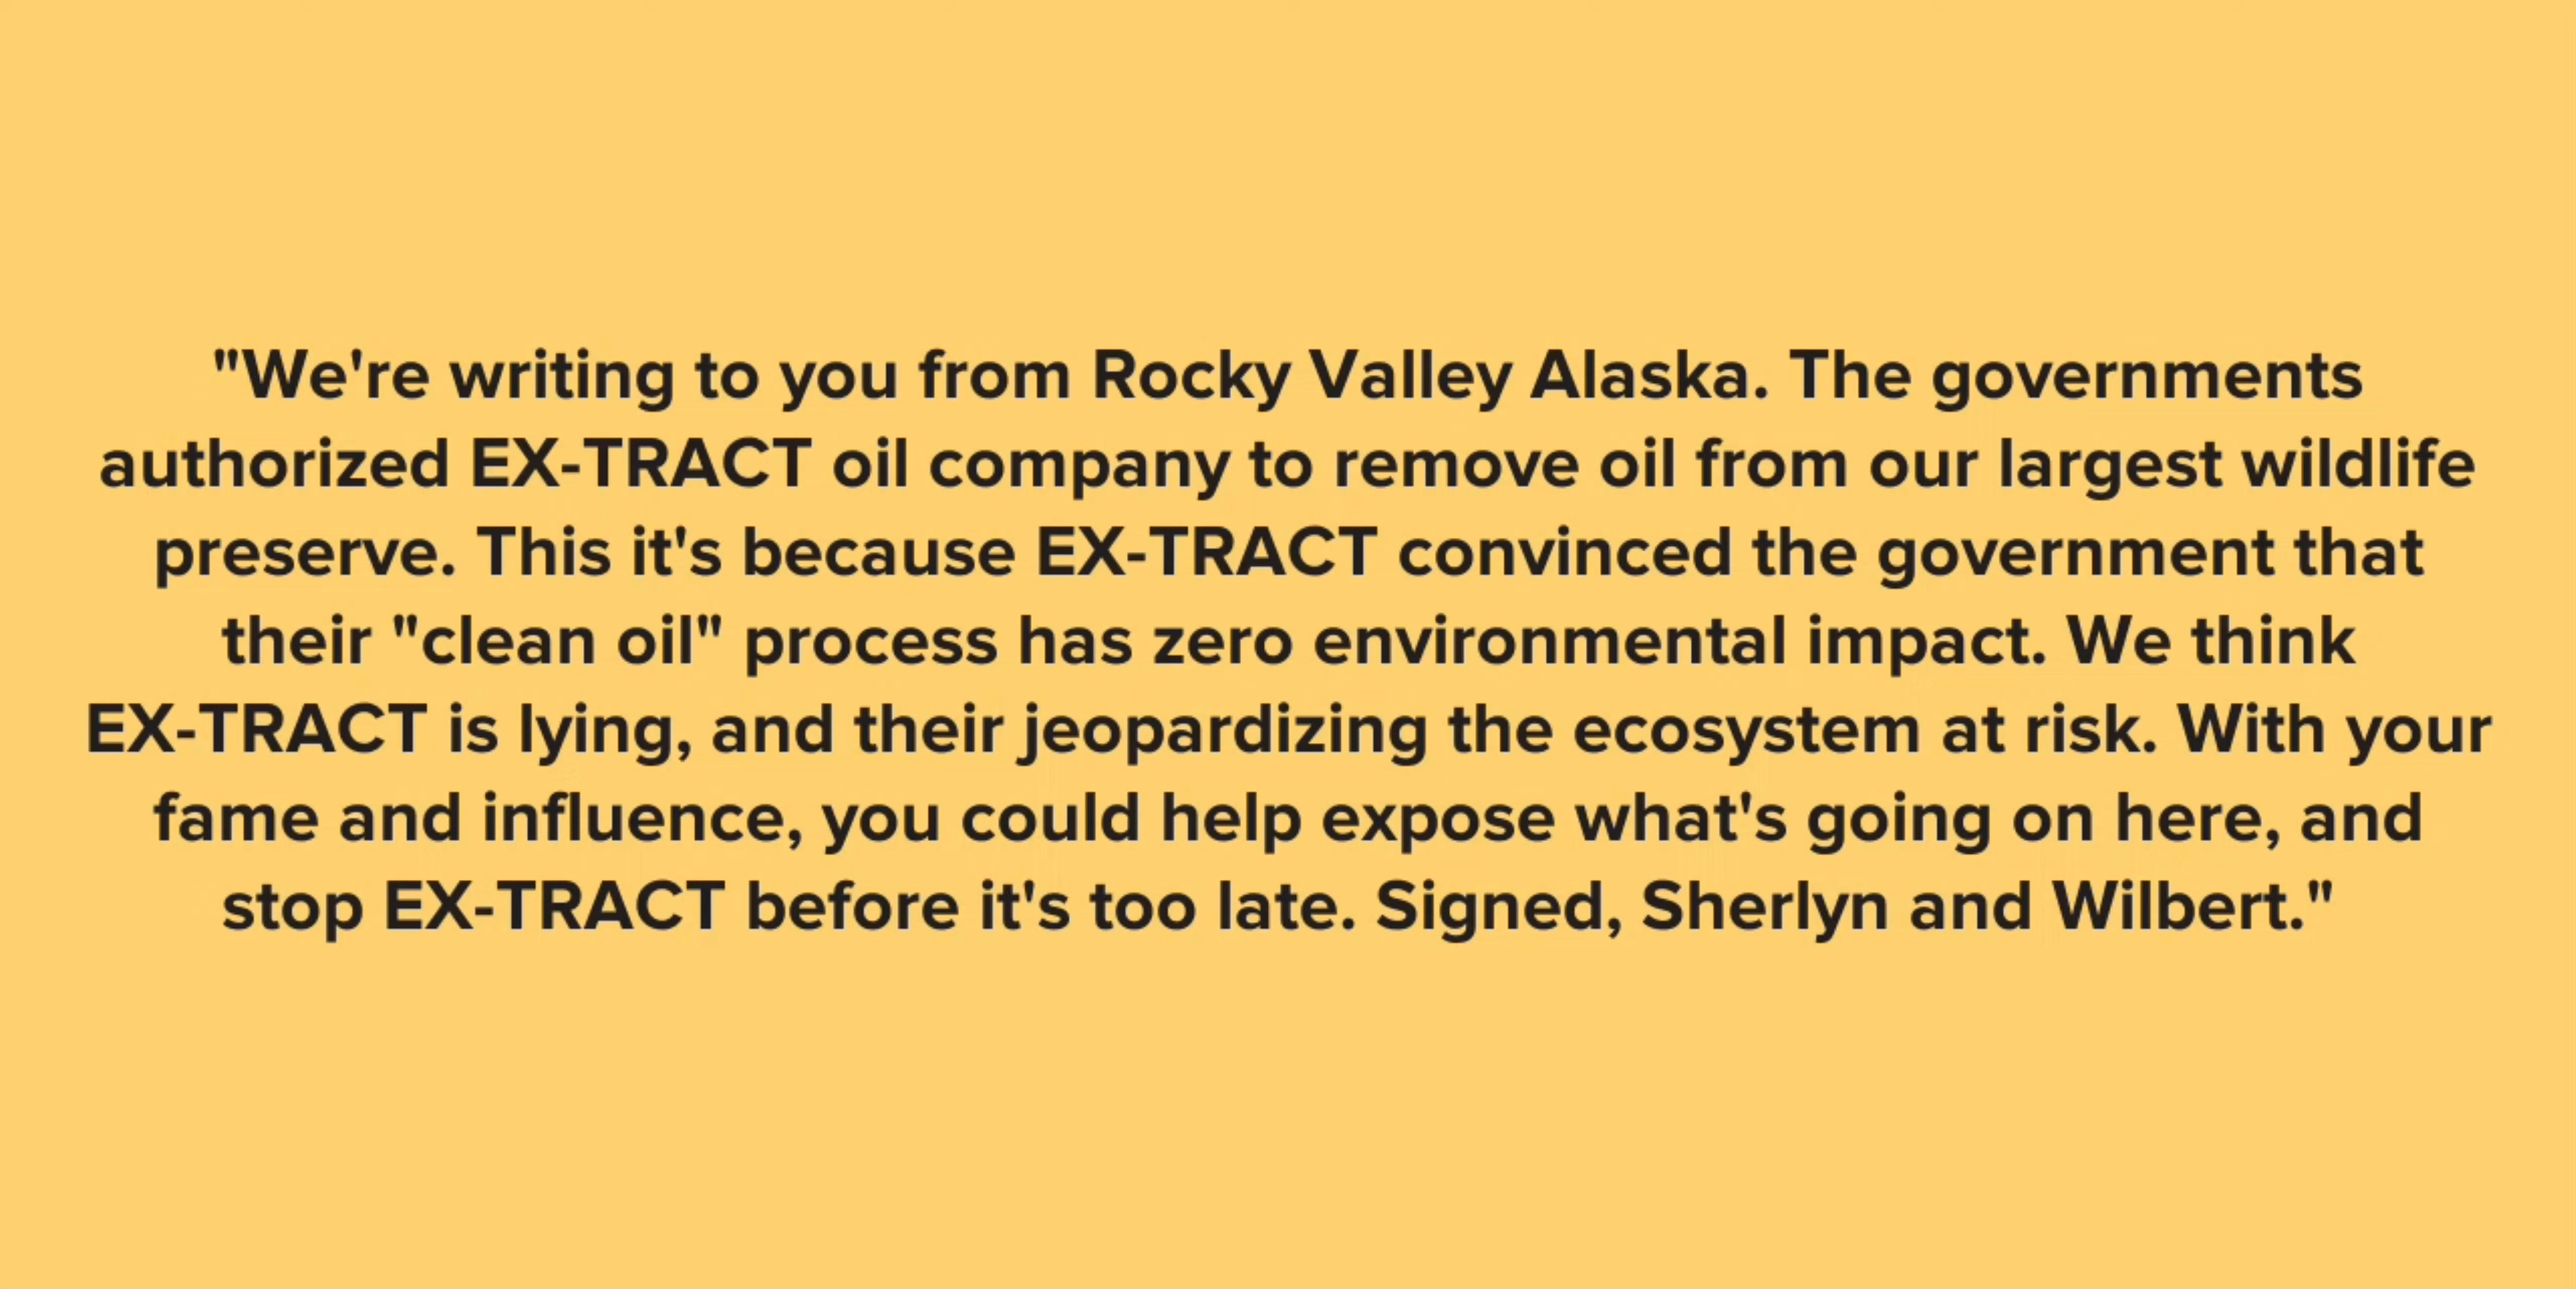 "We're writing to you from Rocky Valley Alaska. The governments
authorized EX-TRACT oil company to remove oil from our largest wildlife
preserve. This it's because EX-TRACT convinced the government that
their "clean oil" process has zero environmental impact. We think
EX-TRACT is lying, and their jeopardizing the ecosystem at risk. With your
fame and influence, you could help expose what's going on here, and
stop EX-TRACT before it's too late. Signed, Sherlyn and Wilbert."